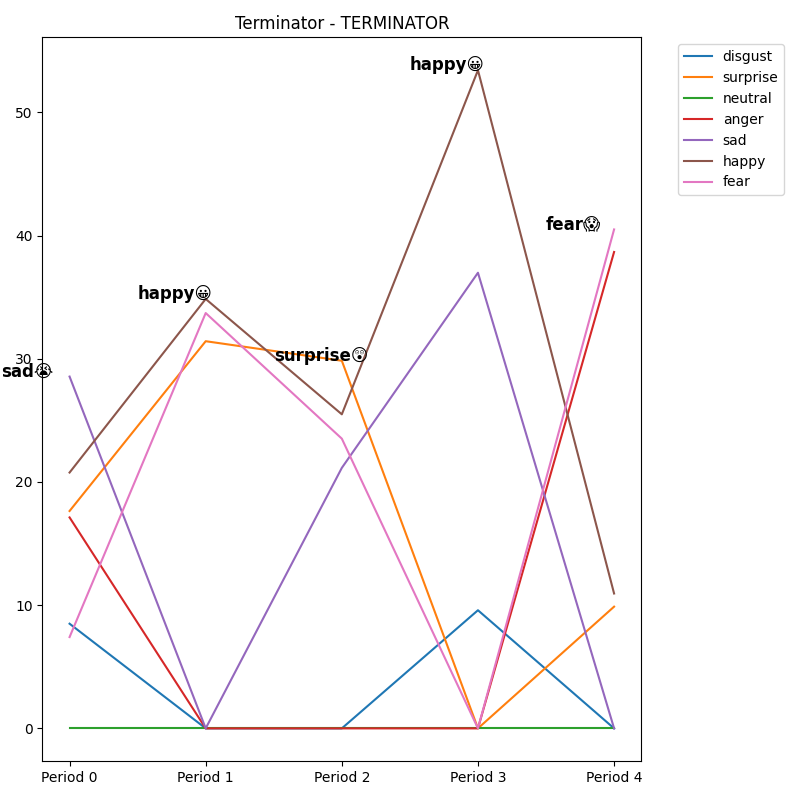 Terminator - TERMINATOR
disgust
surprise
neutral
anger
sad
happy
fear
happy😀
fear😱
happy😀
surprise😲
sad😭
50
40
30
20
10
0
Period 0 Period 1 Period 2 Period 3 Period 4